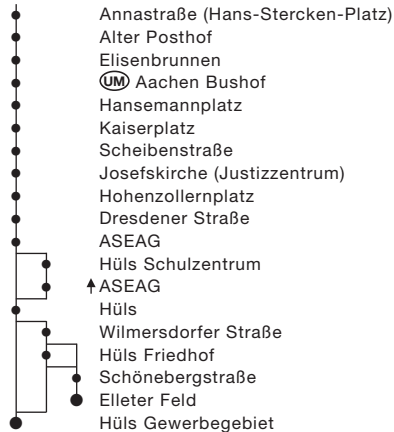 Annastraße (Hans-Stercken-Platz)
Alter Posthof
Elisenbrunnen
UM Aachen Bushof
Hansemannplatz
Kaiserplatz
Scheibenstraße
Josefskirche (Justizzentrum)
Hohenzollernplatz
Dresdener Straße
ASEAG
Hüls Schulzentrum
ASEAG
Hüls
Wilmersdorfer Straße
Hüls Friedhof
Schönebergstraße
Elleter Feld
Hüls Gewerbegebiet